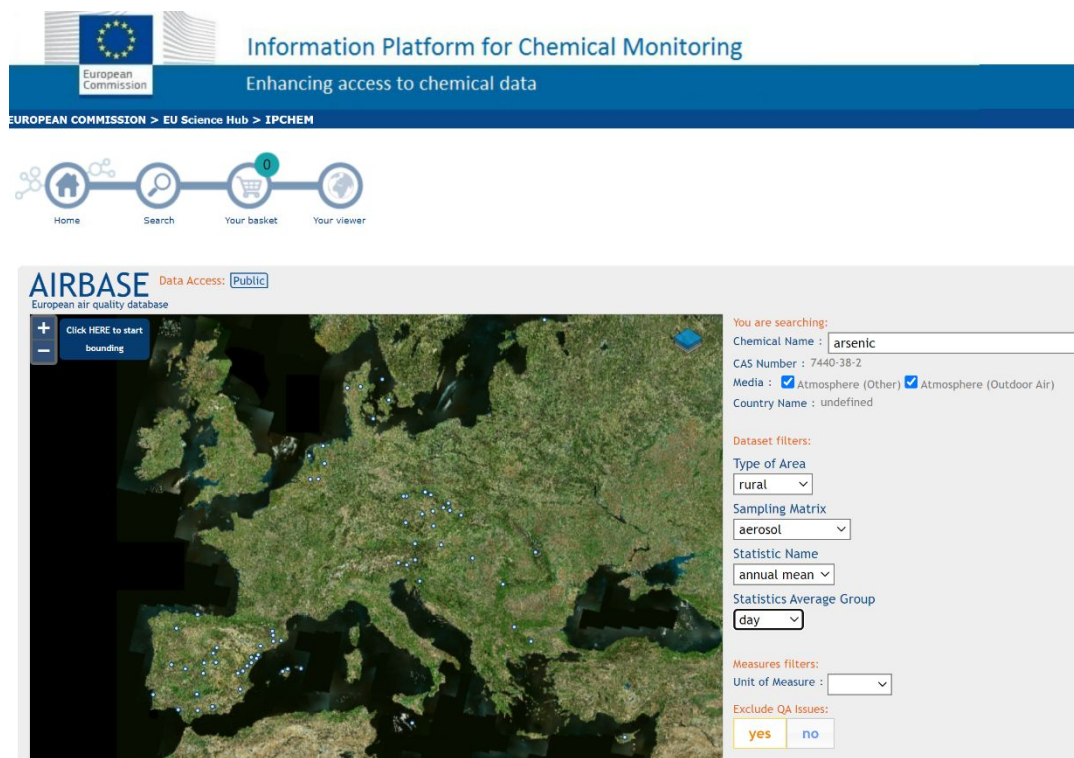 Information Platform for Chemical Monitoring
European
Commission
Enhancing access to chemical data
EUROPEAN COMMISSION > EU Science Hub > IPCHEM
0
Home Search Your basket Your viewer
AIRBASE Data Access: Public
European air quality database
+ Click HERE to start
– bounding
You are searching:
Chemical Name : arsenic
CAS Number : 7440-38-2
Media : Atmosphere (Other) Atmosphere (Outdoor Air)
Country Name : undefined
Dataset filters:
Type of Area
rural
Sampling Matrix
aerosol
Statistic Name
annual mean
Statistics Average Group
day
Measures filters:
Unit of Measure :
Exclude QA Issues:
yes no